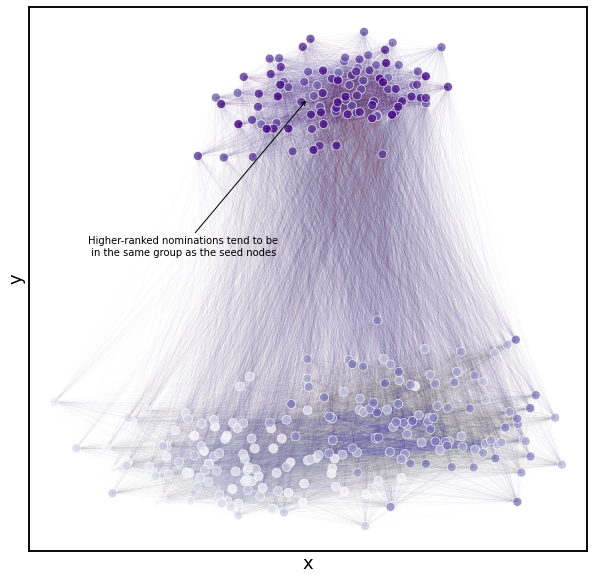 y
Higher-ranked nominations tend to be
in the same group as the seed nodes
x